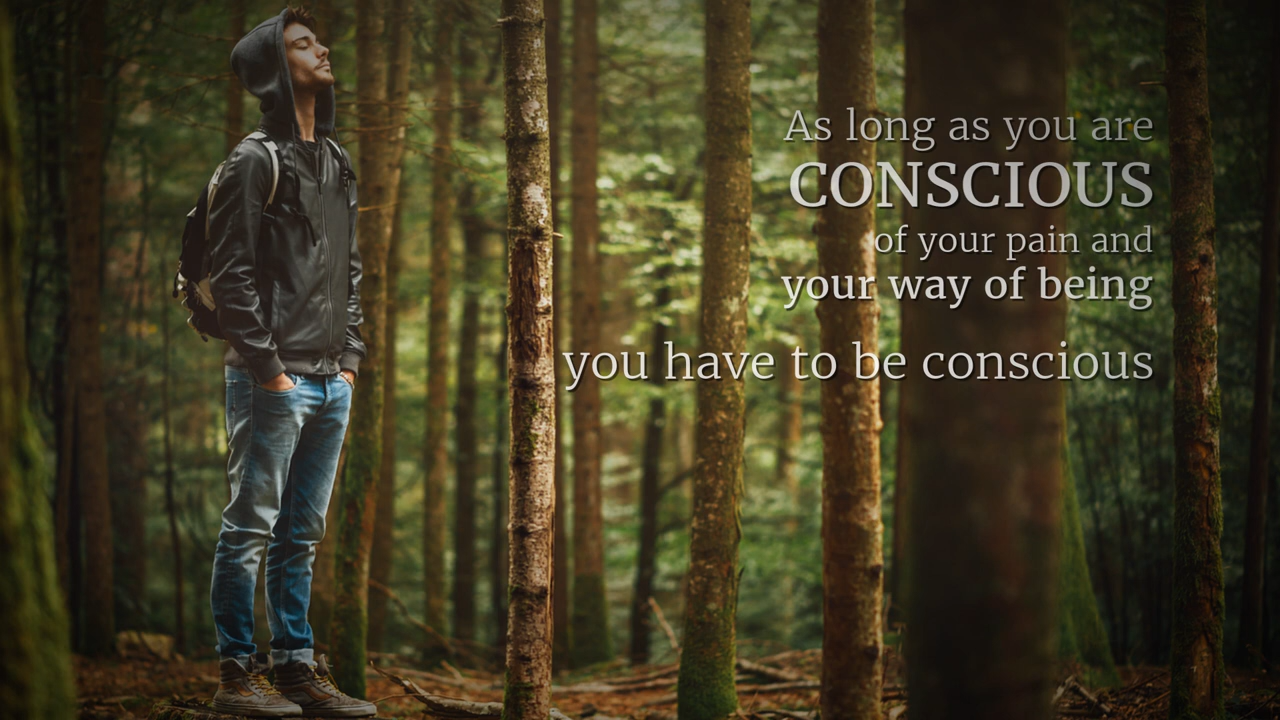 As long as you are
CONSCIOUS
of your pain and
your way of being
you have to be conscious